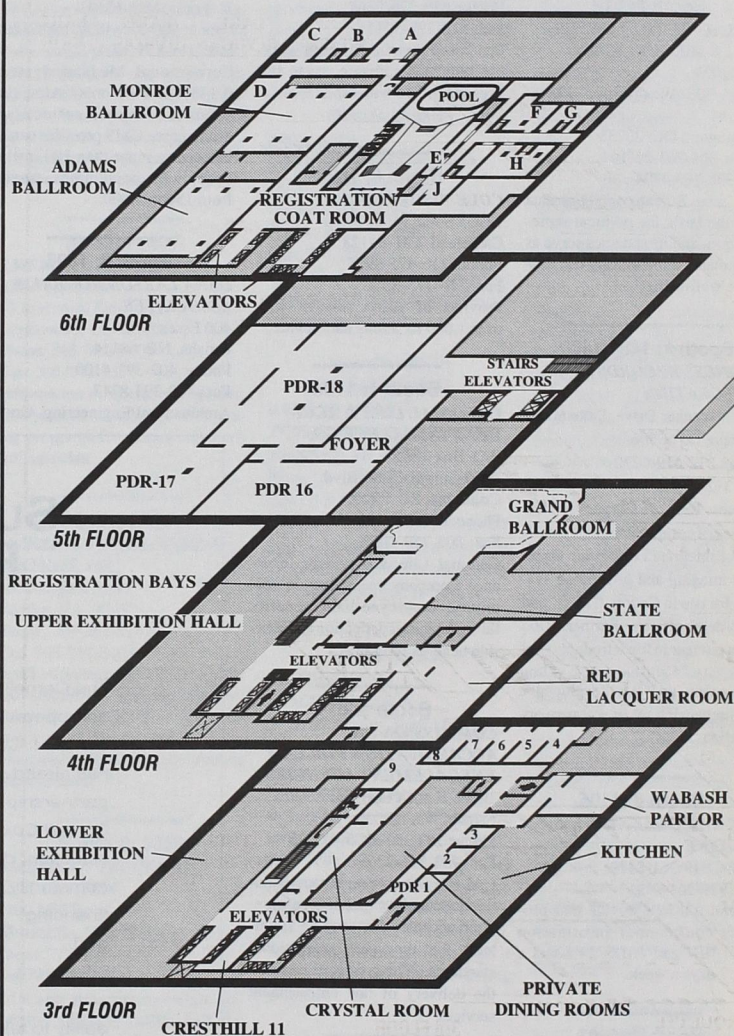 C B A
MONROE
BALLROOM
D
POOL
F G
ADAMS
BALLROOM
E
H
J
REGISTRATION
COAT ROOM
ELEVATORS
6th FLOOR
STAIRS
ELEVATORS
PDR-18
FOYER
PDR-17
PDR 16
5th FLOOR
GRAND
BALLROOM
REGISTRATION BAYS
UPPER EXHIBITION HALL
STATE
BALLROOM
ELEVATORS
RED
LACQUER ROOM
4th FLOOR
8 7 6 5 4
9
WABASH
PARLOR
LOWER
EXHIBITION
HALL
3
KITCHEN
2
PDR 1
ELEVATORS
PRIVATE
DINING ROOMS
3rd FLOOR
CRYSTAL ROOM
CRESTHILL 11